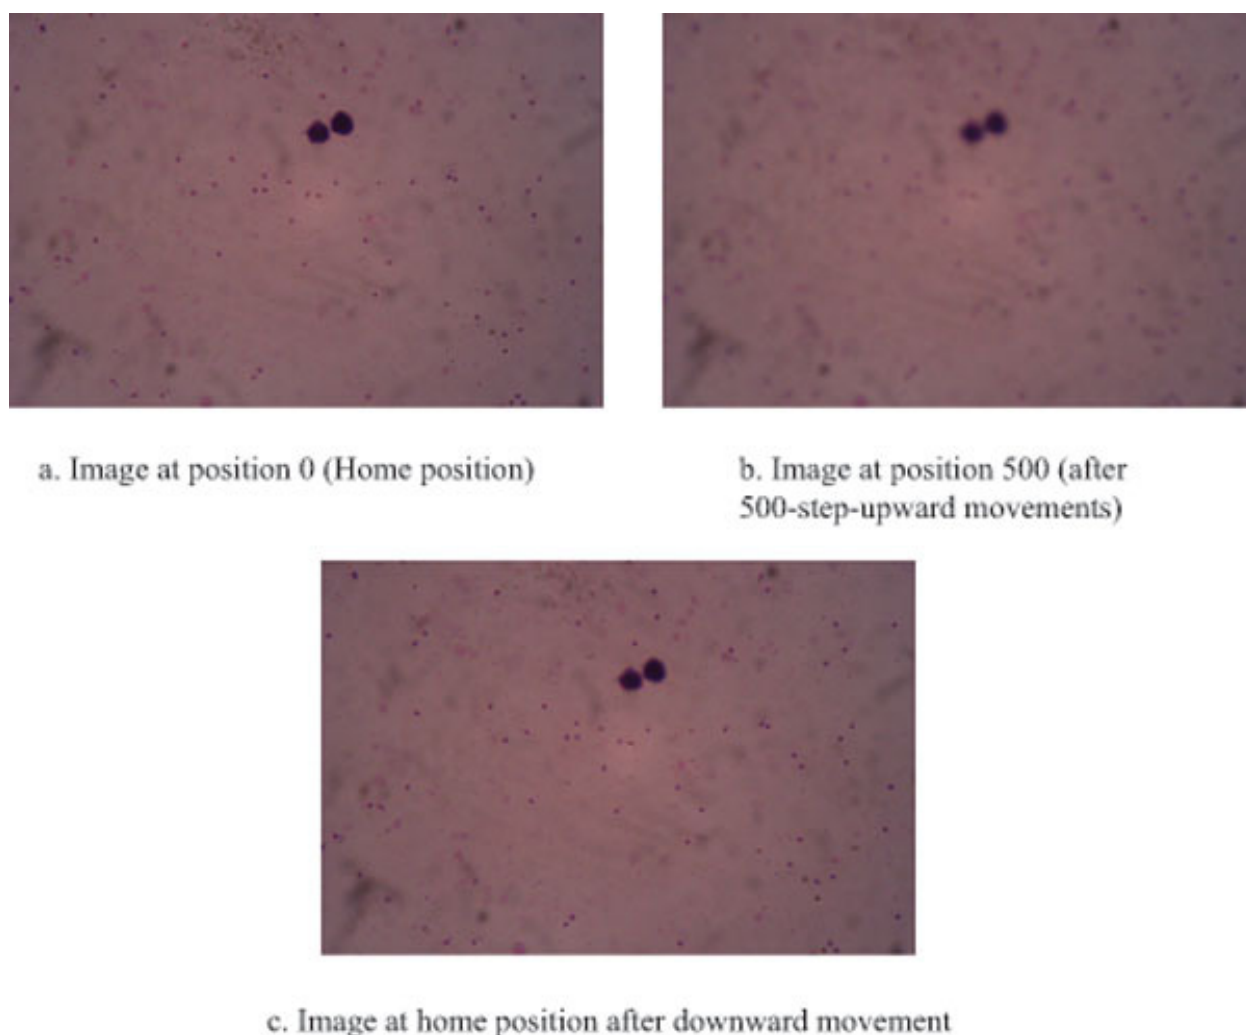 a. Image at position 0 (Home position)
b. Image at position 500 (after
500-step-upward movements)
c. Image at home position after downward movement